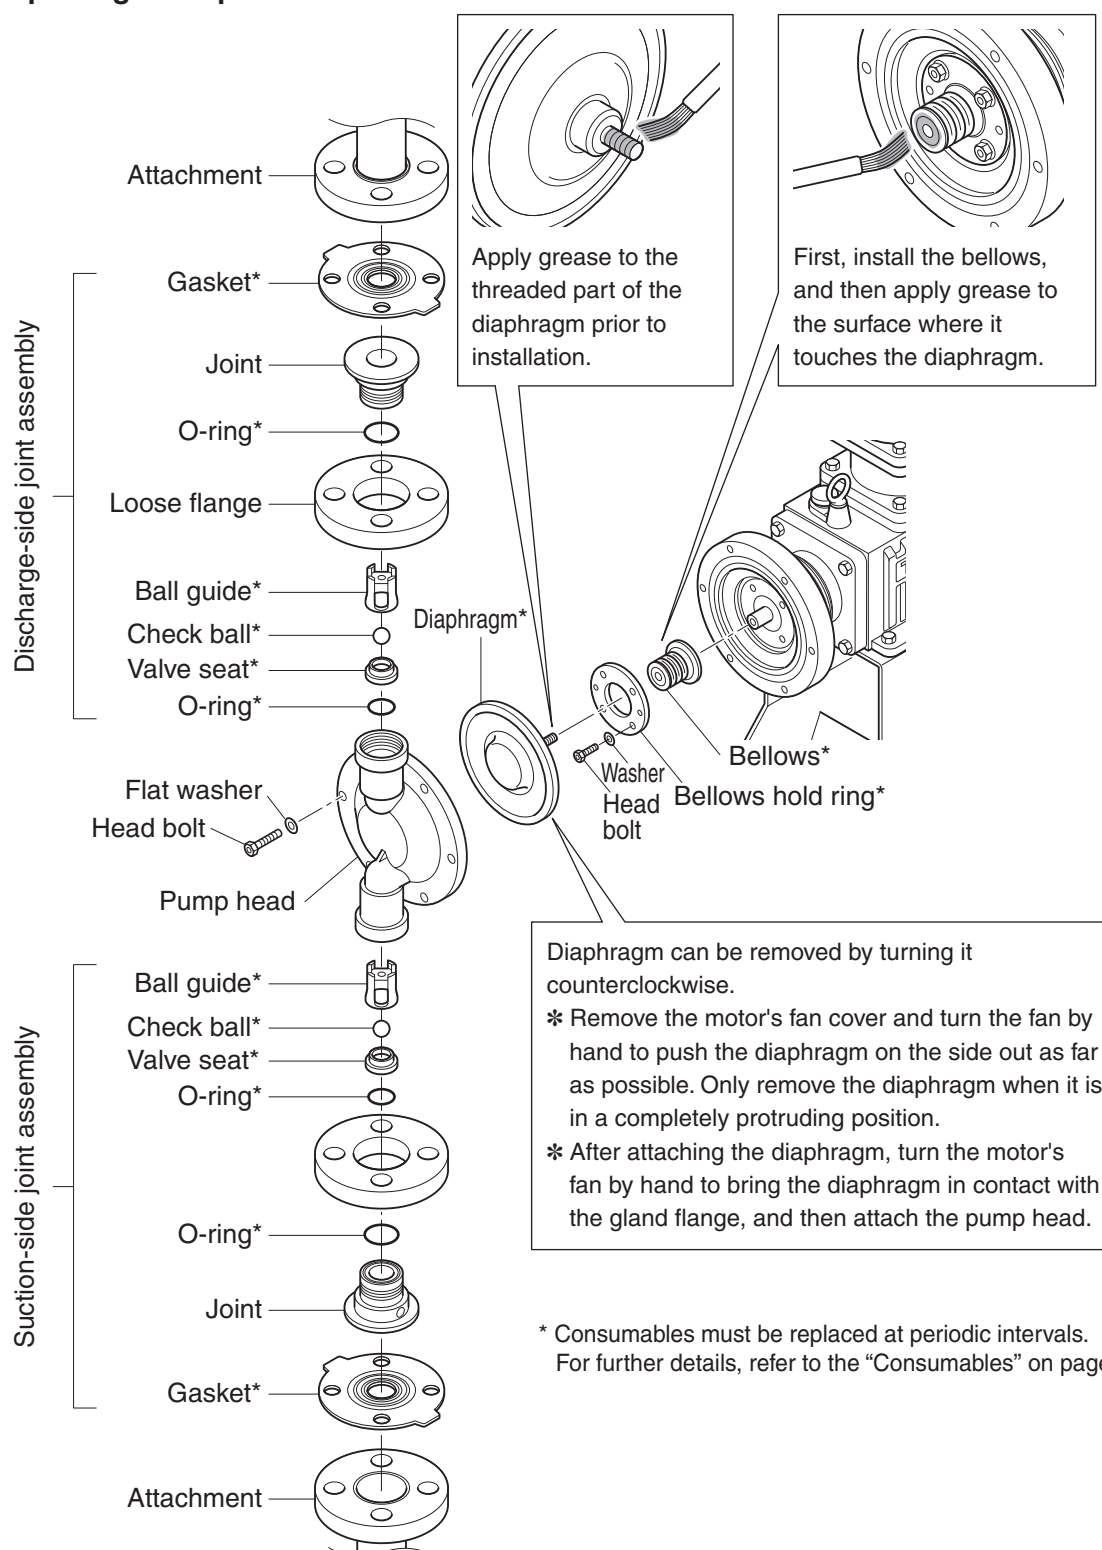 Attachment
Discharge-side joint assembly
Gasket*
Joint
O-ring*
Loose flange
Ball guide*
Check ball*
Valve seat*
O-ring*
Flat washer
Head bolt
Pump head
Suction-side joint assembly
Ball guide*
Check ball*
Valve seat*
O-ring*
O-ring*
Joint
Gasket*
Attachment
Apply grease to the
threaded part of the
diaphragm prior to
installation.
First, install the bellows,
and then apply grease to
the surface where it
touches the diaphragm.
Diaphragm*
Washer
Head
bolt
Bellows*
Bellows hold ring*
Diaphragm can be removed by turning it
counterclockwise.
✻ Remove the motor's fan cover and turn the fan by
hand to push the diaphragm on the side out as far
as possible. Only remove the diaphragm when it is
in a completely protruding position.
✻ After attaching the diaphragm, turn the motor's
fan by hand to bring the diaphragm in contact with
the gland flange, and then attach the pump head.
* Consumables must be replaced at periodic intervals.
For further details, refer to the “Consumables” on page